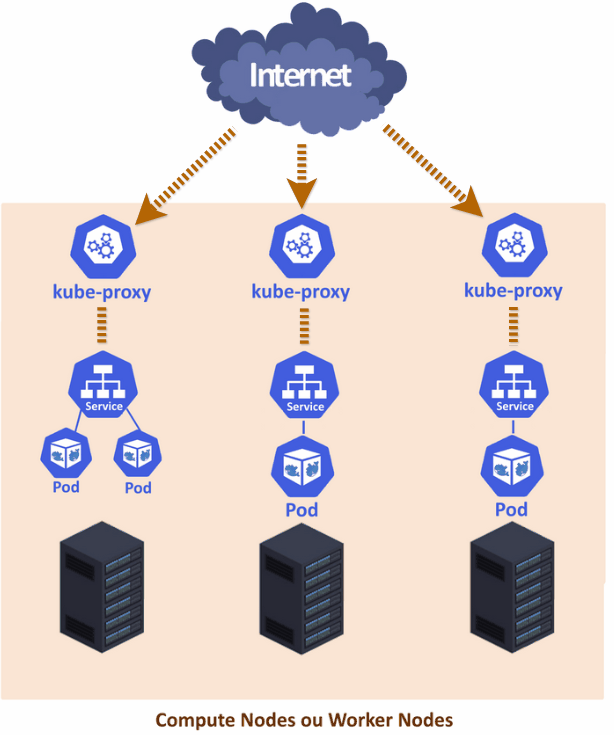 Internet
kube-proxy
kube-proxy
kube-proxy
Service
Service
Service
Pod
Pod
Pod
Pod
Compute Nodes ou Worker Nodes